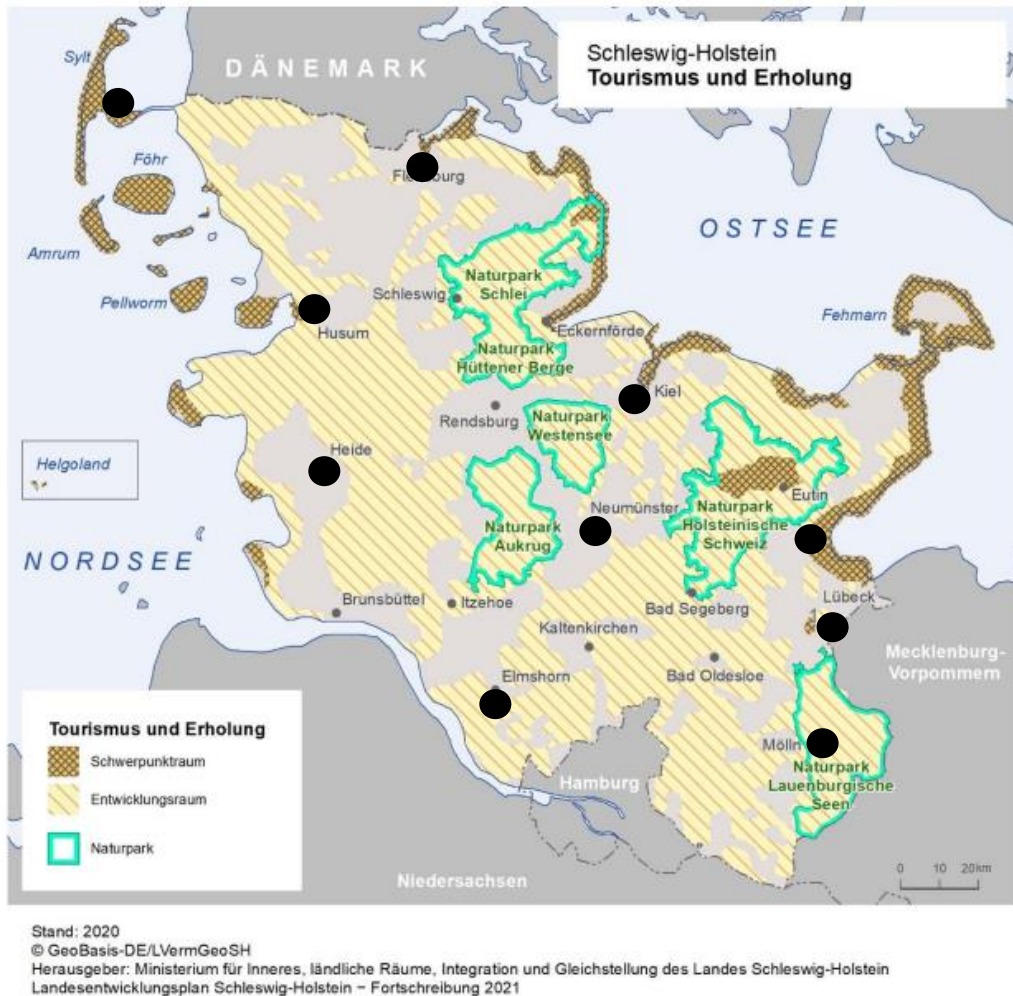 Schleswig-Holstein
Tourismus und Erholung
DÄNEMARK
Sylt
Föhr
Amrum
Pellworm
OSTSEE
Fehmarn
Helgoland
NORDSEE
Flensburg
Naturpark
Schlei
Schleswig
Husum
Eckernförde
Naturpark
Hüttener Berge
Kiel
Rendsburg
Naturpark
Westensee
Heide
Eutin
Neumünster
Naturpark
Holsteinische
Schweiz
Naturpark
Aukrug
Brunsbüttel
Itzehoe
Bad Segeberg
Lübeck
Kaltenkirchen
Mecklenburg-
Vorpommern
Elmshorn
Bad Oldesloe
Mölln
Naturpark
Lauenburgische
Seen
Hamburg
Niedersachsen
Tourismus und Erholung
Schwerpunktraum
Entwicklungsraum
Naturpark
0 10 20km
Stand: 2020
© GeoBasis-DE/LVermGeoSH
Herausgeber: Ministerium für Inneres, ländliche Räume, Integration und Gleichstellung des Landes Schleswig-Holstein
Landesentwicklungsplan Schleswig-Holstein − Fortschreibung 2021